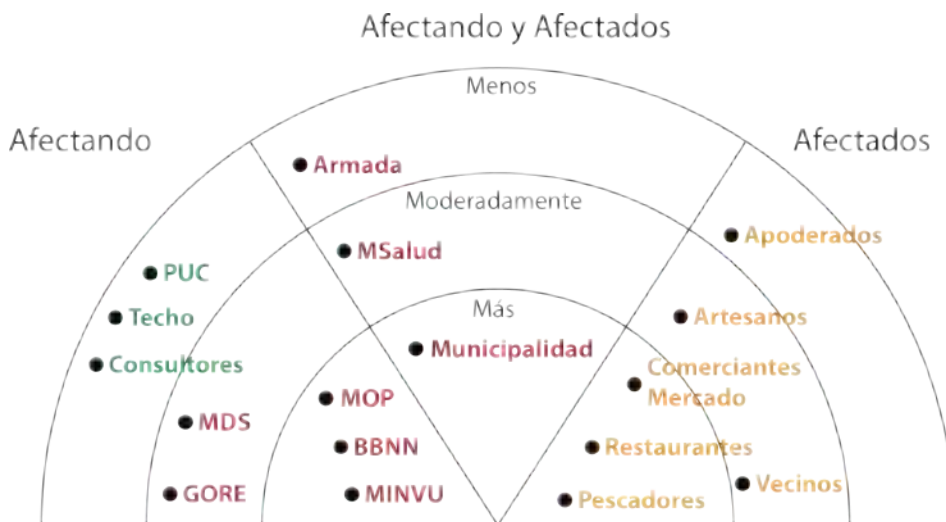 Afectando y Afectados
Menos
Afectando
Afectados
Armada
Moderadamente
Apoderados
MSalud
PUC
Más
Techo
Artesanos
Municipalidad
Consultores
Comerciantes
Mercado
MOP
MDS
BBNN
Restaurantes
GORE
MINVU
Pescadores
Vecinos